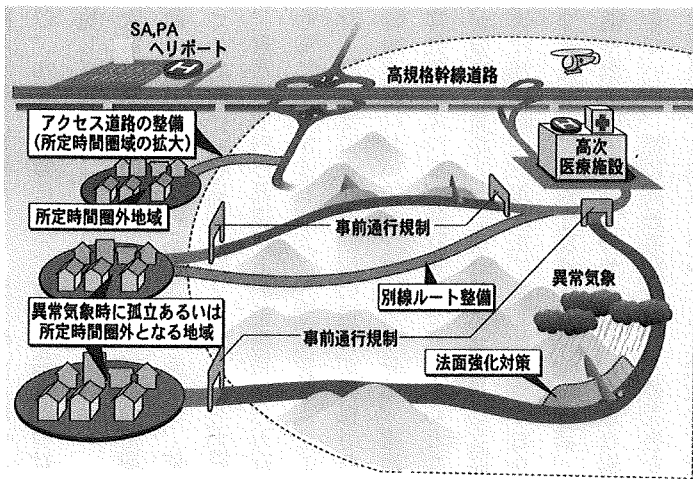 SA,PA
ヘリポート
H
高規格幹線道路
アクセス道路の整備
(所定時間圏域の拡大)
H
高次
医療施設
所定時間圏外地域
事前通行規制
別線ルート整備
異常気象
異常気象時に孤立あるいは
所定時間圏外となる地域
事前通行規制
法面強化対策